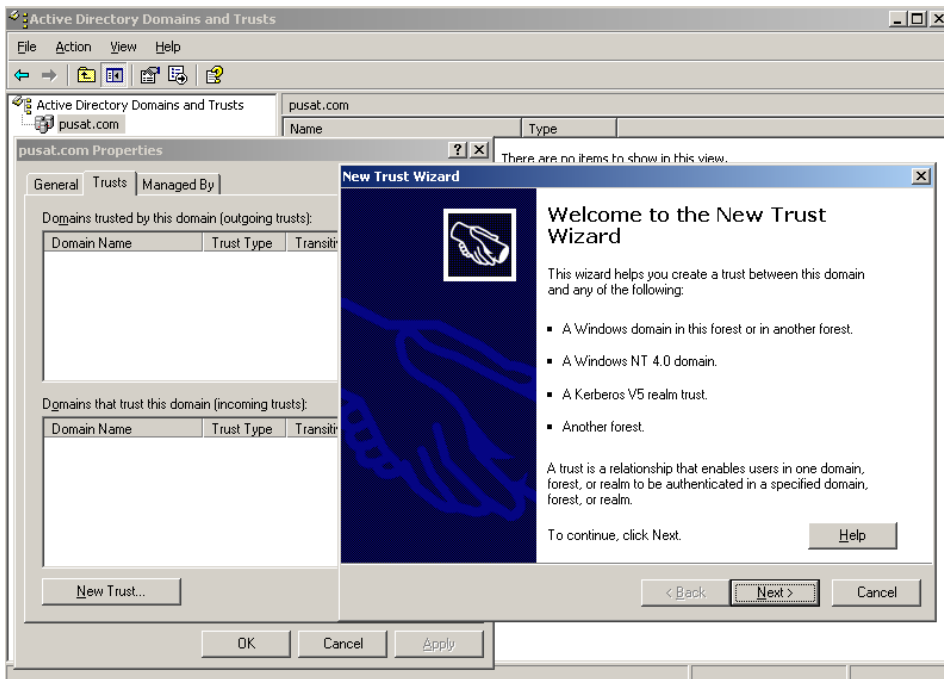 Active Directory Domains and Trusts
File Action View Help
Active Directory Domains and Trusts
pusat.com
pusat.com
Name Type
There are no items to show in this view.
pusat.com Properties
General Trusts Managed By
Domains trusted by this domain (outgoing trusts):
Domain Name Trust Type Transiti
Domains that trust this domain (incoming trusts):
Domain Name Trust Type Transiti
New Trust...
OK Cancel Apply
New Trust Wizard
Welcome to the New Trust
Wizard
This wizard helps you create a trust between this domain
and any of the following:
▪ A Windows domain in this forest or in another forest.
▪ A Windows NT 4.0 domain.
▪ A Kerberos V5 realm trust.
▪ Another forest.
A trust is a relationship that enables users in one domain,
forest, or realm to be authenticated in a specified domain,
forest, or realm.
To continue, click Next.
Help
< Back Next > Cancel